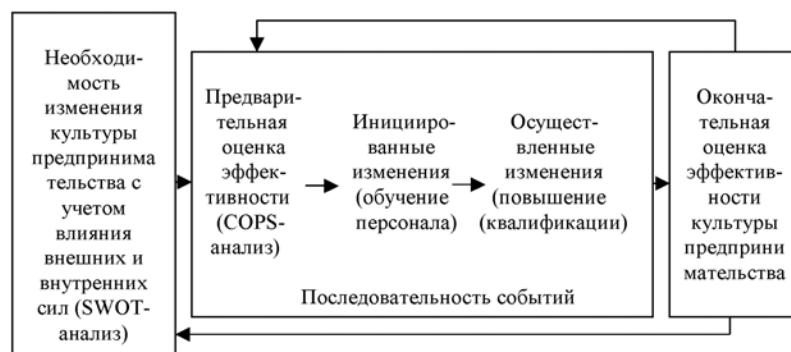 Необходи-
мость
изменения
культуры
предпринима
тельства с
учетом
влияния
внешних и
внутренних
сил (SWOT-
анализ)
Предвари-
тельная
оценка
эффек-
тивности
(COPS-
анализ)
Иницииро-
ванные
изменения
(обучение
персонала)
Осущест-
вленные
изменения
(повышение
(квалификации)
Последовательность событий
Оконча-
тельная
оценка
эффектив-
ности
культуры
предприни
мательства